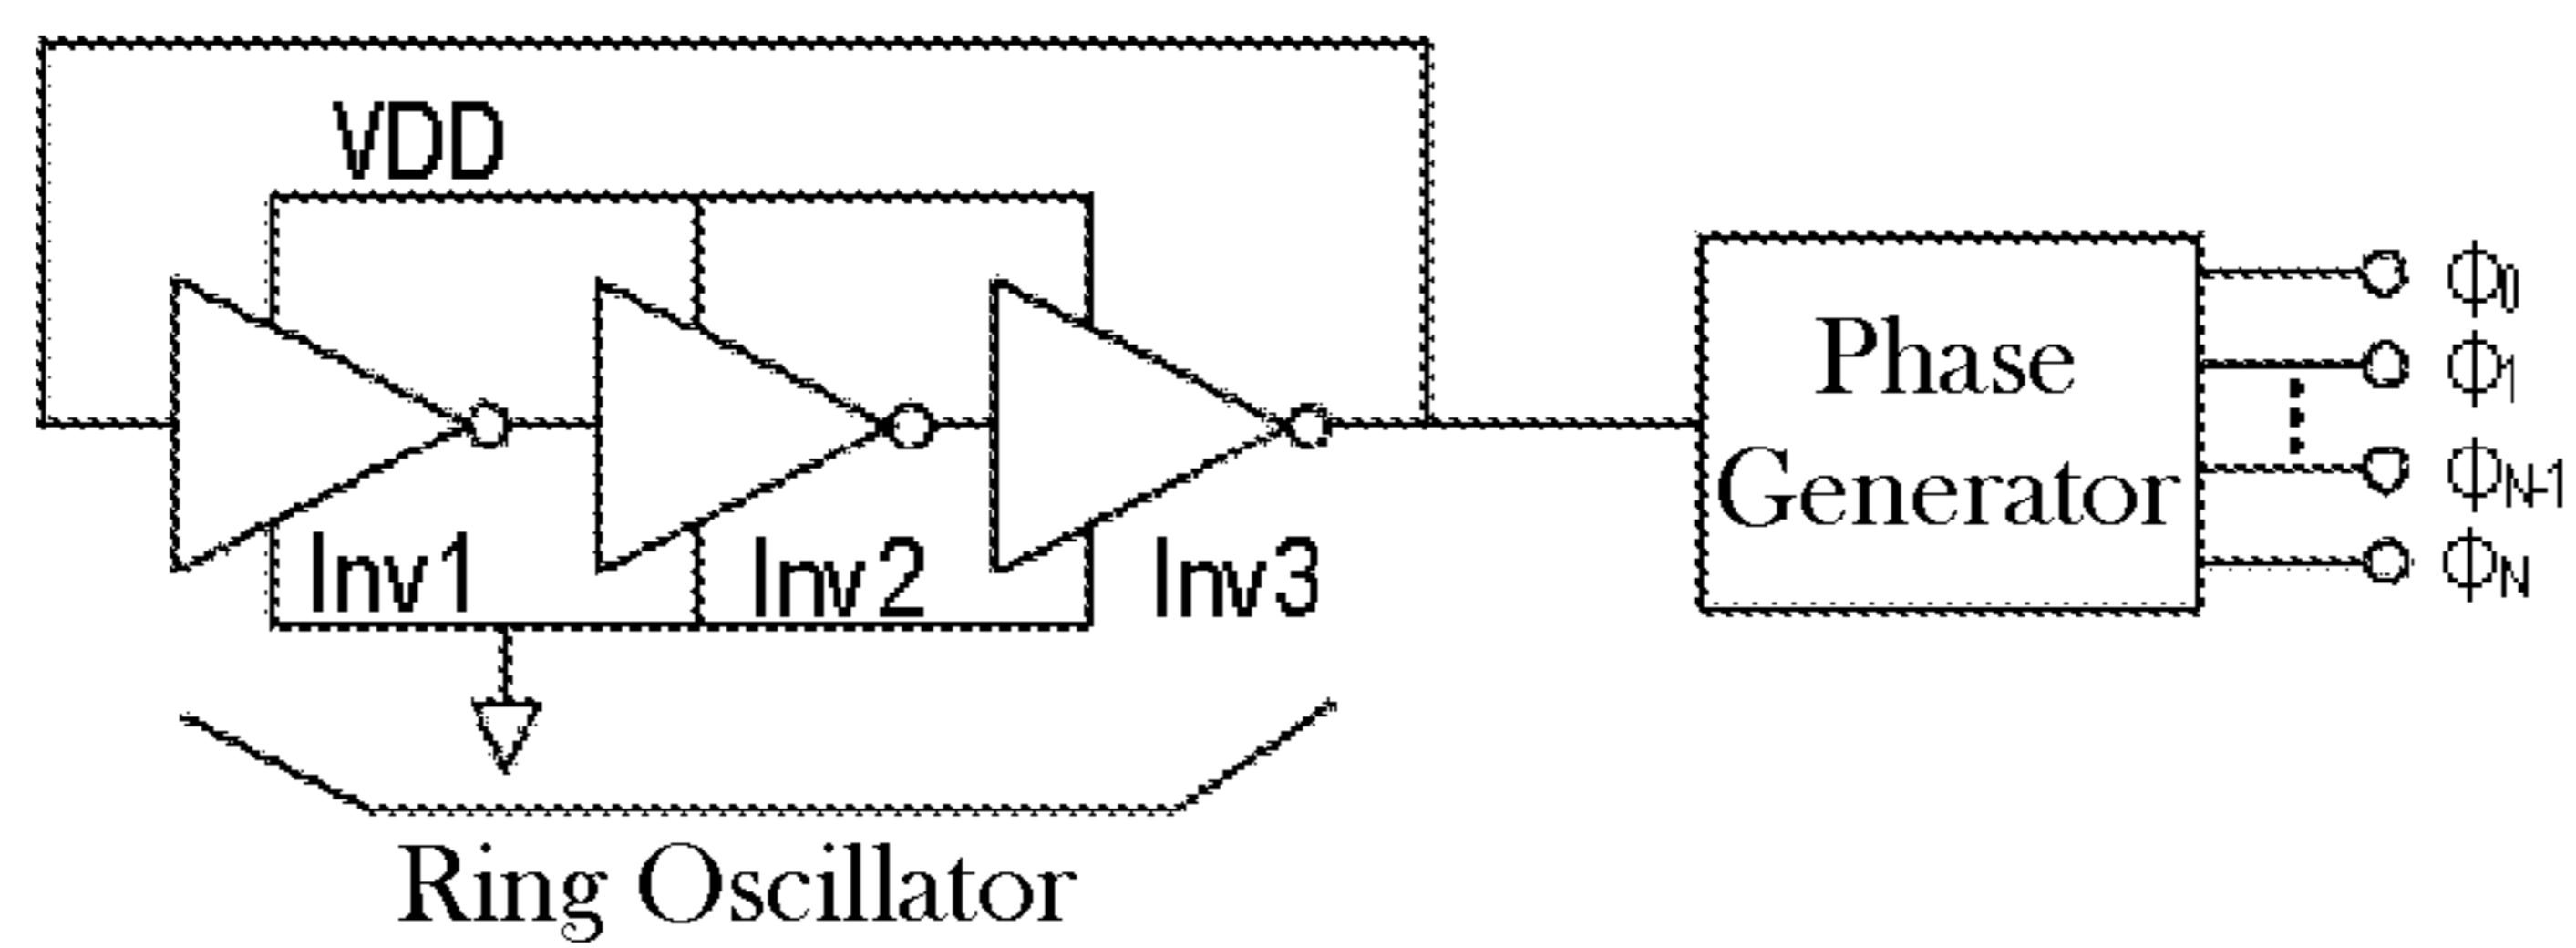 VDD
Inv1
Inv2
Inv3
Ring Oscillator
Phase
Generator
Φ0
Φ1
ΦN-1
ΦN